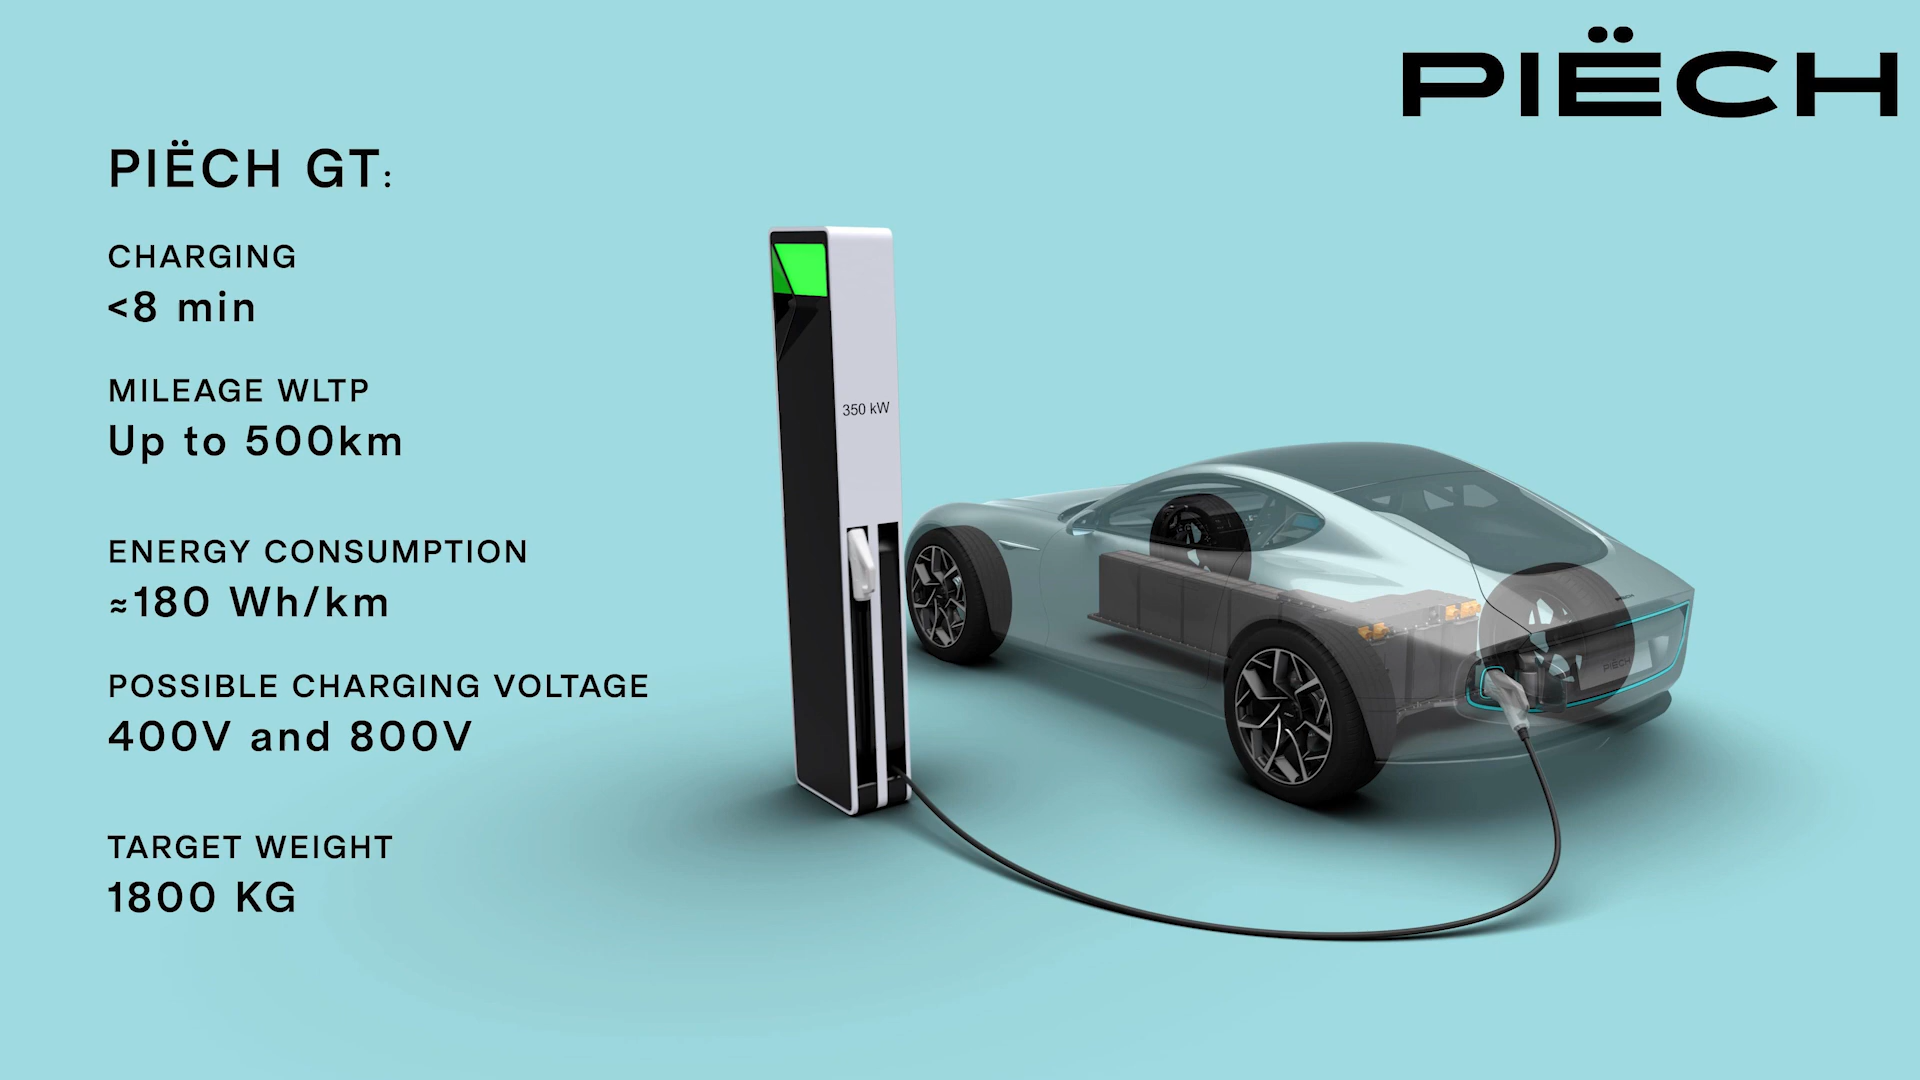 PIËCH
PIËCH GT:
CHARGING
<8 min
MILEAGE WLTP
Up to 500km
ENERGY CONSUMPTION
≈180 Wh/km
POSSIBLE CHARGING VOLTAGE
400V and 800V
TARGET WEIGHT
1800 KG
350 kW
PIËCH